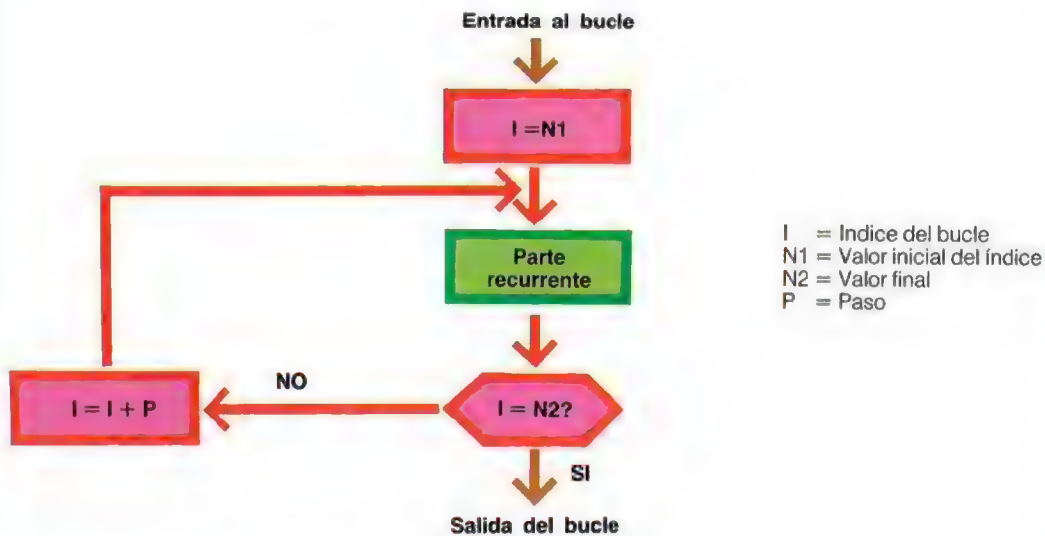 Entrada al bucle
I = N1
Parte
recurrente
I = Indice del bucle
N1 = Valor inicial del índice
N2 = Valor final
P = Paso
NO
I = I + P
I = N2?
SI
Salida del bucle